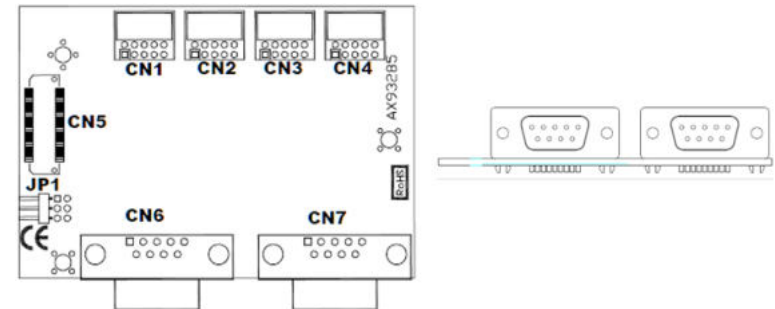 CN1 CN2 CN3 CN4
AX93285
CN5
RoHS
JP1
CN6 CN7
CE